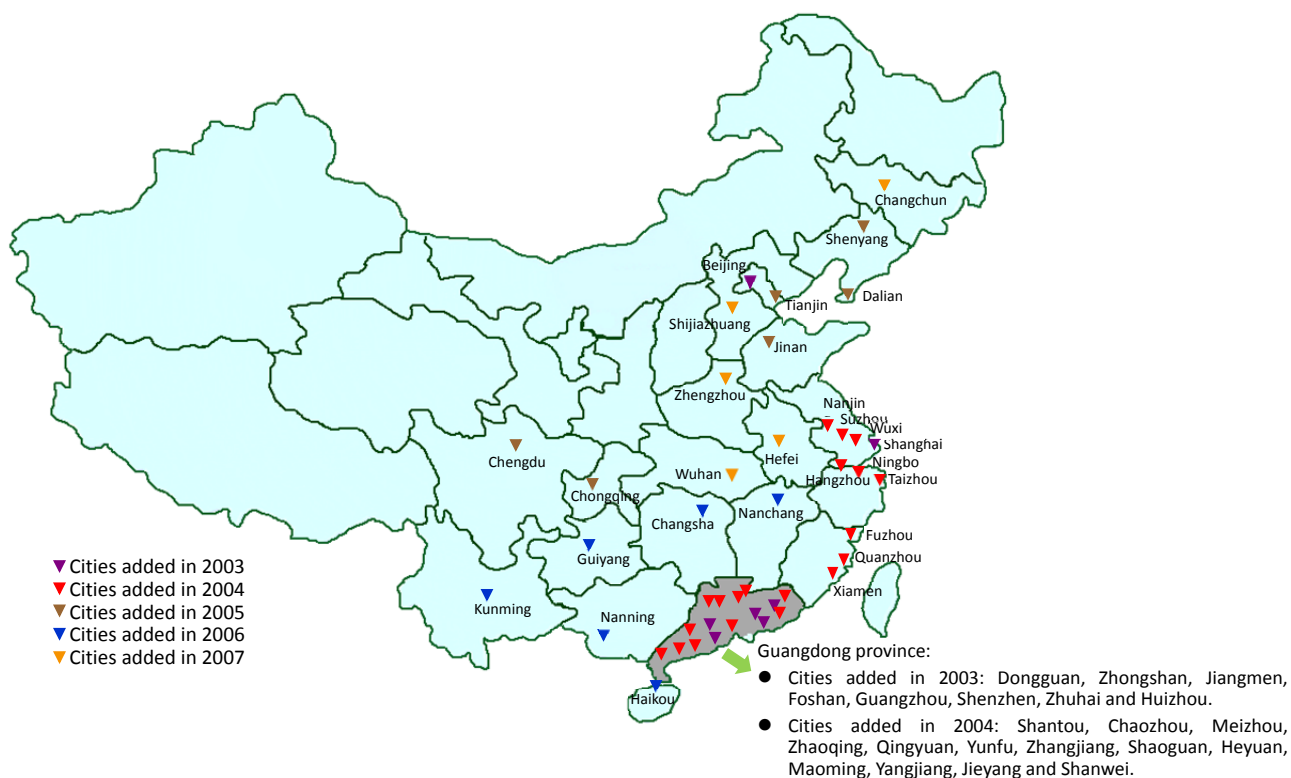 Changchun
Shenyang
Beijing
Tianjin
Dalian
Shijiazhuang
Jinan
Zhengzhou
Nanjin
Suzhou
Wuxi
Shanghai
Chengdu
Hefei
Ningbo
Wuhan
Hangzhou
Taizhou
Chongqing
Changsha
Nanchang
Fuzhou
Guiyang
Quanzhou
Xiamen
Kunming
Nanning
Haikou
Cities added in 2003
Cities added in 2004
Cities added in 2005
Cities added in 2006
Cities added in 2007
Guangdong province:
● Cities added in 2003: Dongguan, Zhongshan, Jiangmen,
Foshan, Guangzhou, Shenzhen, Zhuhai and Huizhou.
● Cities added in 2004: Shantou, Chaozhou, Meizhou,
Zhaoqing, Qingyuan, Yunfu, Zhangjiang, Shaoguan, Heyuan,
Maoming, Yangjiang, Jieyang and Shanwei.